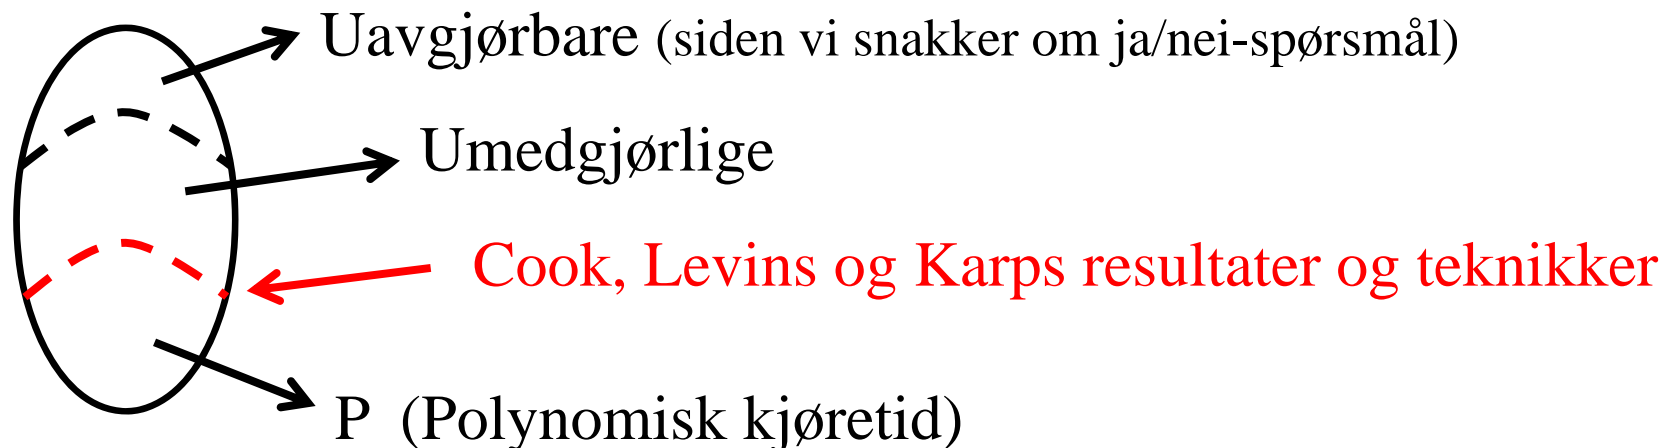 Uavgjørbare (siden vi snakker om ja/nei-spørsmål)
Umedgjørlige
Cook, Levins og Karps resultater og teknikker
P (Polynomisk kjøretid)